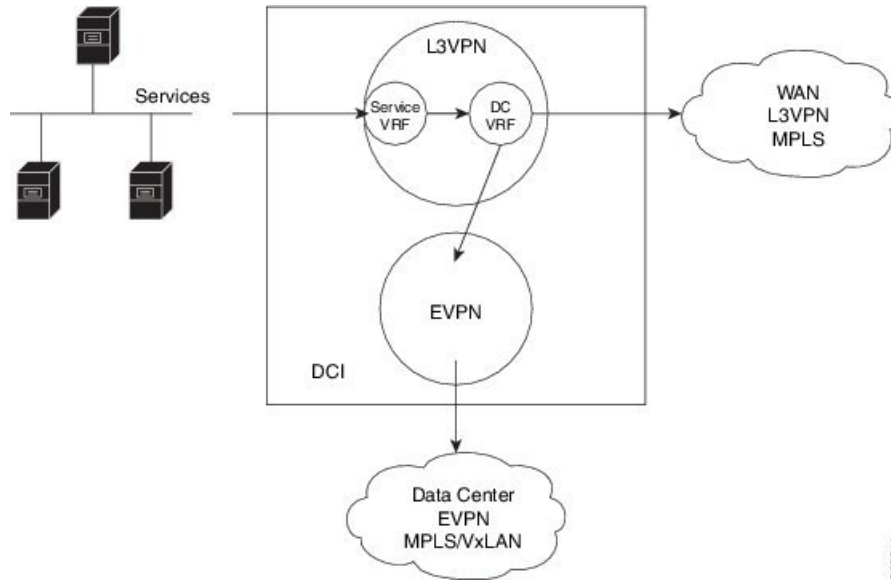 L3VPN
Services
Service
VRF
DC
VRF
WAN
L3VPN
MPLS
EVPN
DCI
Data Center
EVPN
MPLS/VxLAN